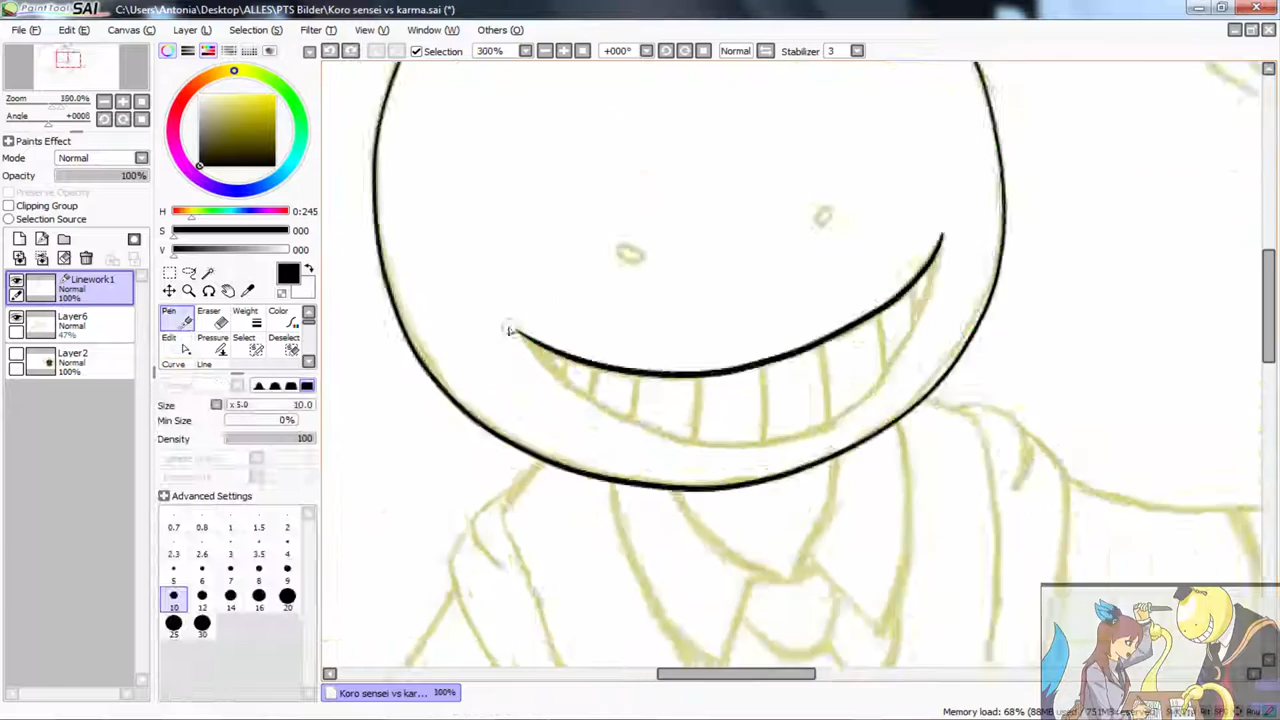 PaintTool SAI C:\Users\Antonia\Desktop\ALLES\PTS Bilder\Koro sensei vs karma.sai (*)
File (F) Edit (E) Canvas (C) Layer (L) Selection (S) Filter (T) View (V) Window (W) Others (O)
Selection 300% +000° Normal Stabilizer 3
Zoom 350.0%
Angle +000δ
Paints Effect
Mode Normal
Opacity 100%
Preserve Opacity
Clipping Group
Selection Source
Linework1
Normal
100%
Layer6
Normal
47%
Layer2
Normal
100%
H 0:245
S 000
V 000
Pen Eraser Weight Color
Edit Pressure Select Deselect
Curve Line
Size x 5.0 10.0
Min Size 0%
Density 100
Advanced Settings
0.7 0.8 1 1.5 2
2.3 2.6 3 3.5 4
5 6 7 8 9
10 12 14 16 20
25 30
Koro sensei vs kar... 100%
Memory load: 68% (88MB used